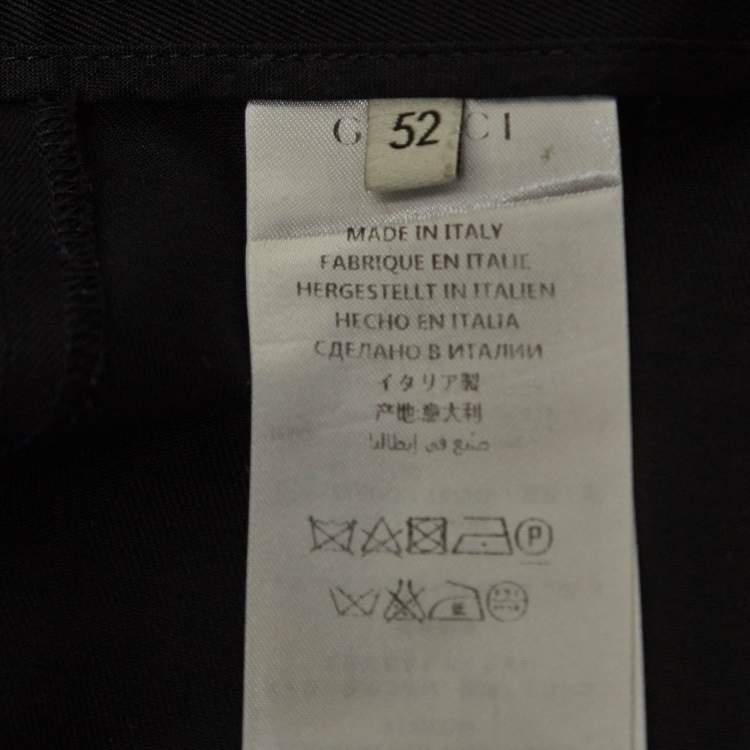 G CI
52
MADE IN ITALY
FABRIQUE EN ITALIE
HERGESTELLT IN ITALIEN
HECHO EN ITALIA
СДЕЛАНО В ИТАЛИИ
イタリア製
产地:意大利
صنع في إيطاليا
P